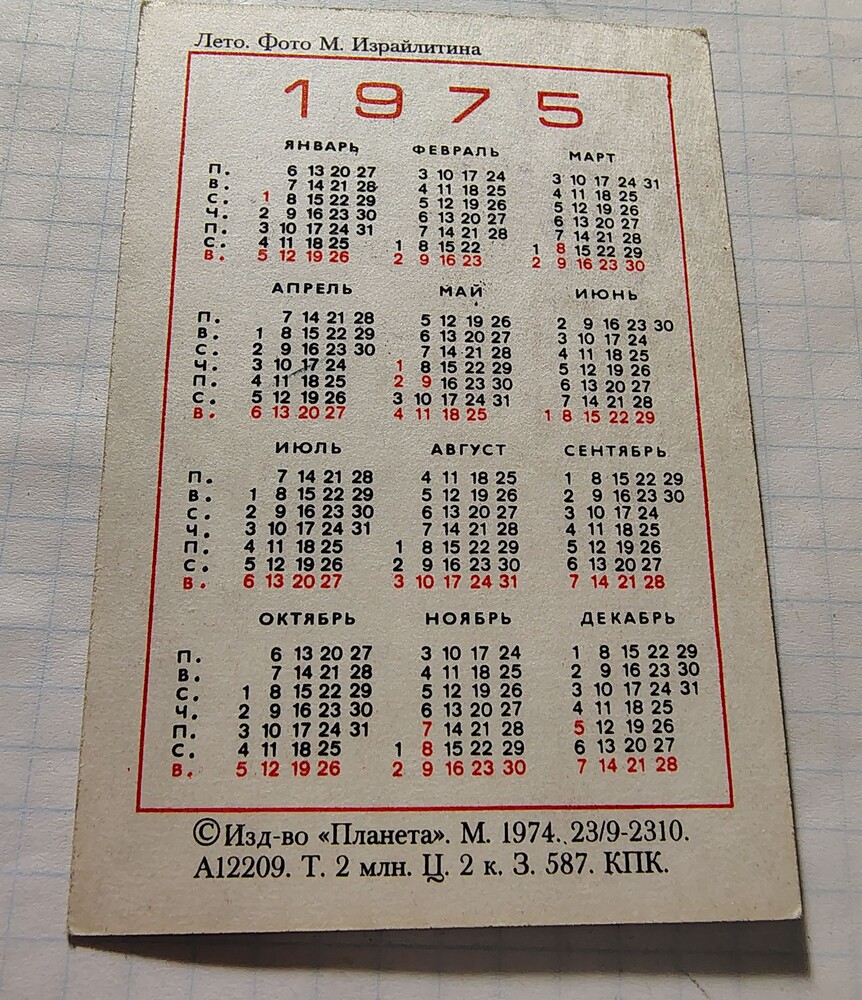 Лето. Фото М. Израйлитина
1975
ЯНВАРЬ ФЕВРАЛЬ МАРТ
П. 6 13 20 27 3 10 17 24 3 10 17 24 31
В. 7 14 21 28 4 11 18 25 4 11 18 25
С. 1 8 15 22 29 5 12 19 26 5 12 19 26
Ч. 2 9 16 23 30 6 13 20 27 6 13 20 27
П. 3 10 17 24 31 7 14 21 28 7 14 21 28
С. 4 11 18 25 1 8 15 22 1 8 15 22 29
В. 5 12 19 26 2 9 16 23 2 9 16 23 30
АПРЕЛЬ МАЙ ИЮНЬ
П. 7 14 21 28 5 12 19 26 2 9 16 23 30
В. 1 8 15 22 29 6 13 20 27 3 10 17 24
С. 2 9 16 23 30 7 14 21 28 4 11 18 25
Ч. 3 10 17 24 1 8 15 22 29 5 12 19 26
П. 4 11 18 25 2 9 16 23 30 6 13 20 27
С. 5 12 19 26 3 10 17 24 31 7 14 21 28
В. 6 13 20 27 4 11 18 25 1 8 15 22 29
ИЮЛЬ АВГУСТ СЕНТЯБРЬ
П. 7 14 21 28 4 11 18 25 1 8 15 22 29
В. 1 8 15 22 29 5 12 19 26 2 9 16 23 30
С. 2 9 16 23 30 6 13 20 27 3 10 17 24
Ч. 3 10 17 24 31 7 14 21 28 4 11 18 25
П. 4 11 18 25 1 8 15 22 29 5 12 19 26
С. 5 12 19 26 2 9 16 23 30 6 13 20 27
В. 6 13 20 27 3 10 17 24 31 7 14 21 28
ОКТЯБРЬ НОЯБРЬ ДЕКАБРЬ
П. 6 13 20 27 3 10 17 24 1 8 15 22 29
В. 7 14 21 28 4 11 18 25 2 9 16 23 30
С. 1 8 15 22 29 5 12 19 26 3 10 17 24 31
Ч. 2 9 16 23 30 6 13 20 27 4 11 18 25
П. 3 10 17 24 31 7 14 21 28 5 12 19 26
С. 4 11 18 25 1 8 15 22 29 6 13 20 27
В. 5 12 19 26 2 9 16 23 30 7 14 21 28
©Изд-во «Планета». М. 1974. 23/9-2310.
А12209. Т. 2 млн. Ц. 2 к. З. 587. КПК.